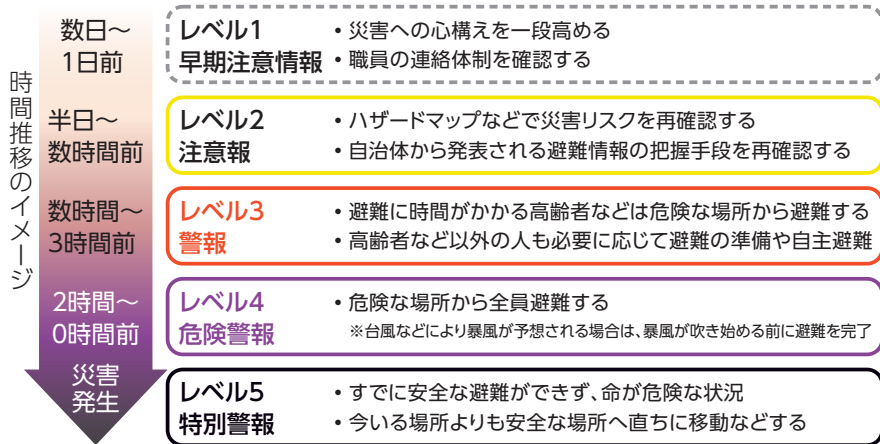 時間推移のイメージ
数日～
1日前
レベル1
早期注意情報
・災害への心構えを一段高める
・職員の連絡体制を確認する
半日～
数時間前
レベル2
注意報
・ハザードマップなどで災害リスクを再確認する
・自治体から発表される避難情報の把握手段を再確認する
数時間～
3時間前
レベル3
警報
・避難に時間がかかる高齢者などは危険な場所から避難する
・高齢者など以外の人も必要に応じて避難の準備や自主避難
2時間～
0時間前
レベル4
危険警報
・危険な場所から全員避難する
※台風などにより暴風が予想される場合は、暴風が吹き始める前に避難を完了
災害
発生
レベル5
特別警報
・すでに安全な避難ができず、命が危険な状況
・今いる場所よりも安全な場所へ直ちに移動などする